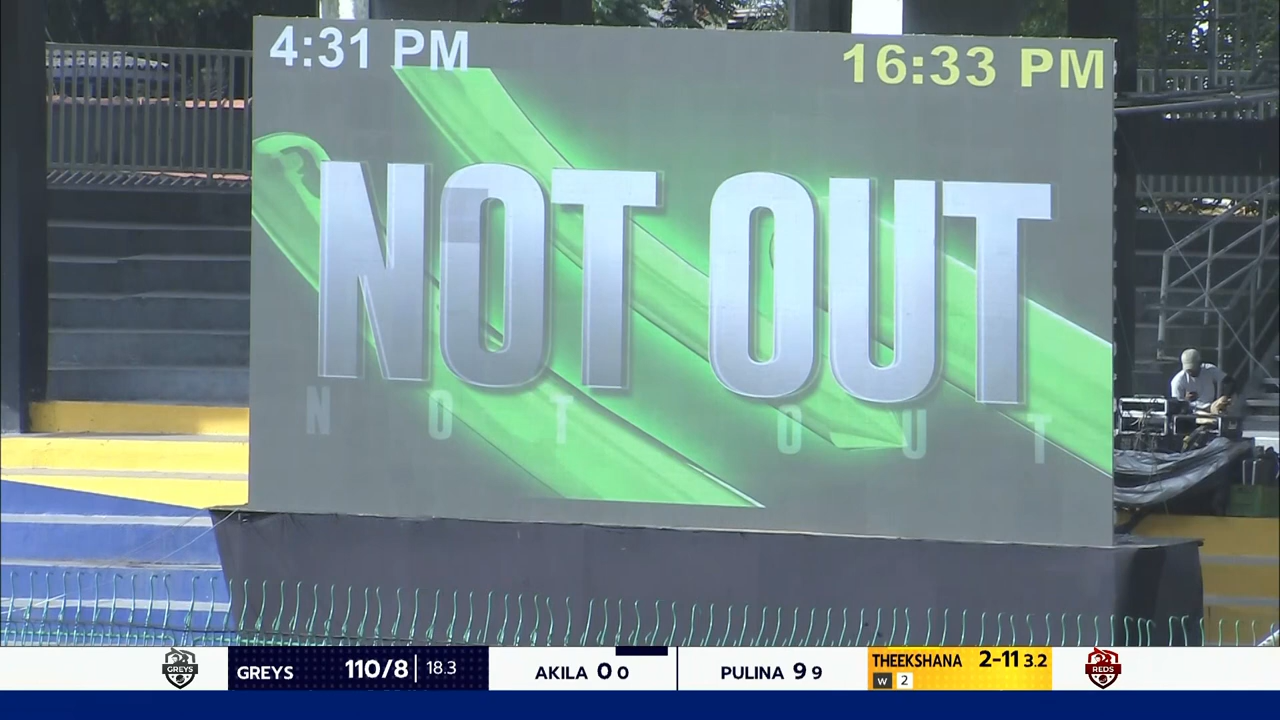 4:31 PM
16:33 PM
NOT OUT
NOT OUT
GREYS
GREYS 110/8 18.3
AKILA 0 0
PULINA 9 9
THEEKSHANA 2-11 3.2
W 2
REDS